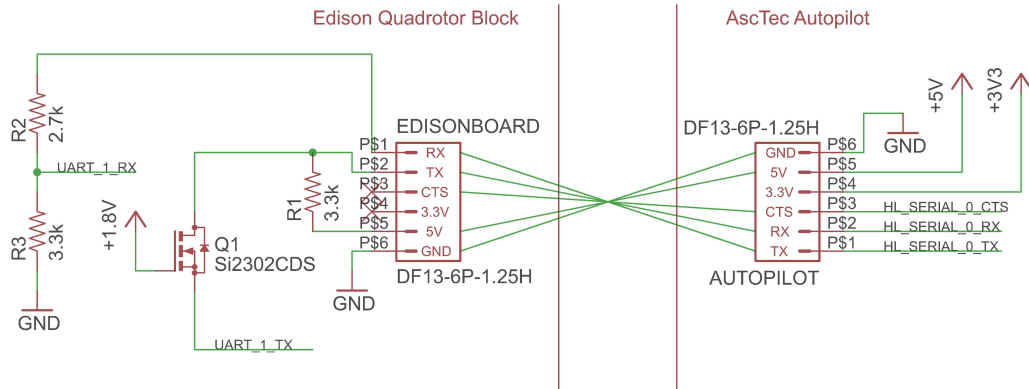 Edison Quadrotor Block
AscTec Autopilot
R2
2.7k
UART_1_RX
R3
3.3k
GND
+1.8V
Q1
Si2302CDS
UART_1_TX
R1
3.3k
GND
EDISONBOARD
P$1 RX
P$2 TX
P$3 CTS
P$4 3.3V
P$5 5V
P$6 GND
DF13-6P-1.25H
DF13-6P-1.25H
GND P$6
5V P$5
3.3V P$4
CTS P$3 HL_SERIAL_0_CTS
RX P$2 HL_SERIAL_0_RX
TX P$1 HL_SERIAL_0_TX
AUTOPILOT
GND
+5V
+3V3